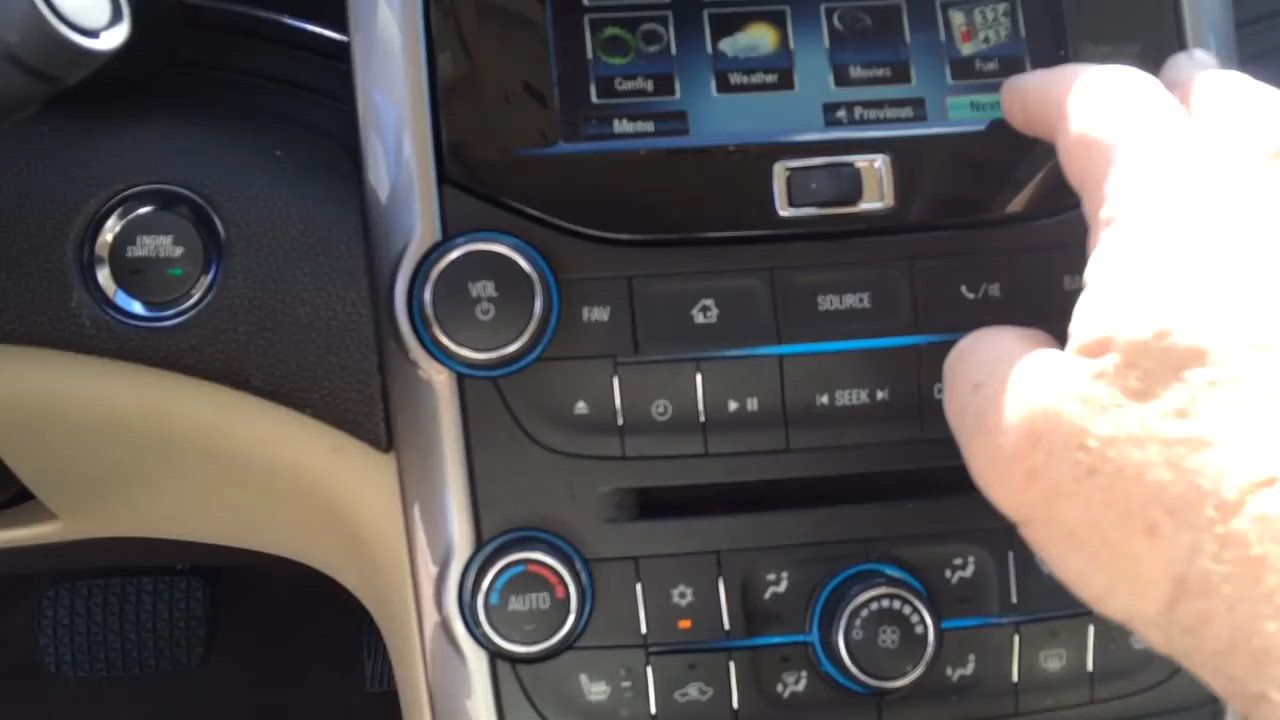 Config
Weather
Movies
Fuel
Menu
Previous
Next
ENGINE
START/STOP
VOL
FAV
SOURCE
SEEK
AUTO